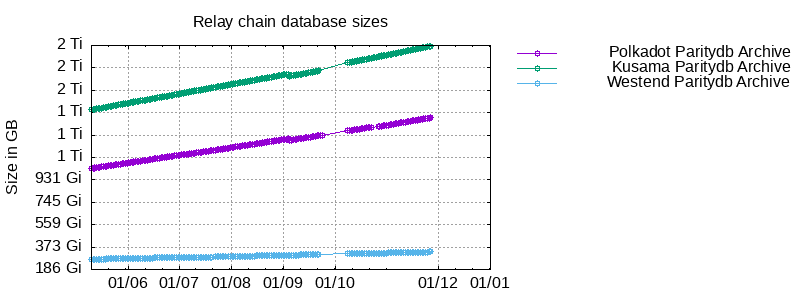 Relay chain database sizes
Size in GB
2 Ti
2 Ti
2 Ti
1 Ti
1 Ti
1 Ti
931 Gi
745 Gi
559 Gi
373 Gi
186 Gi
01/06 01/07 01/08 01/09 01/10 01/12 01/01
Polkadot Paritydb Archive
Kusama Paritydb Archive
Westend Paritydb Archive